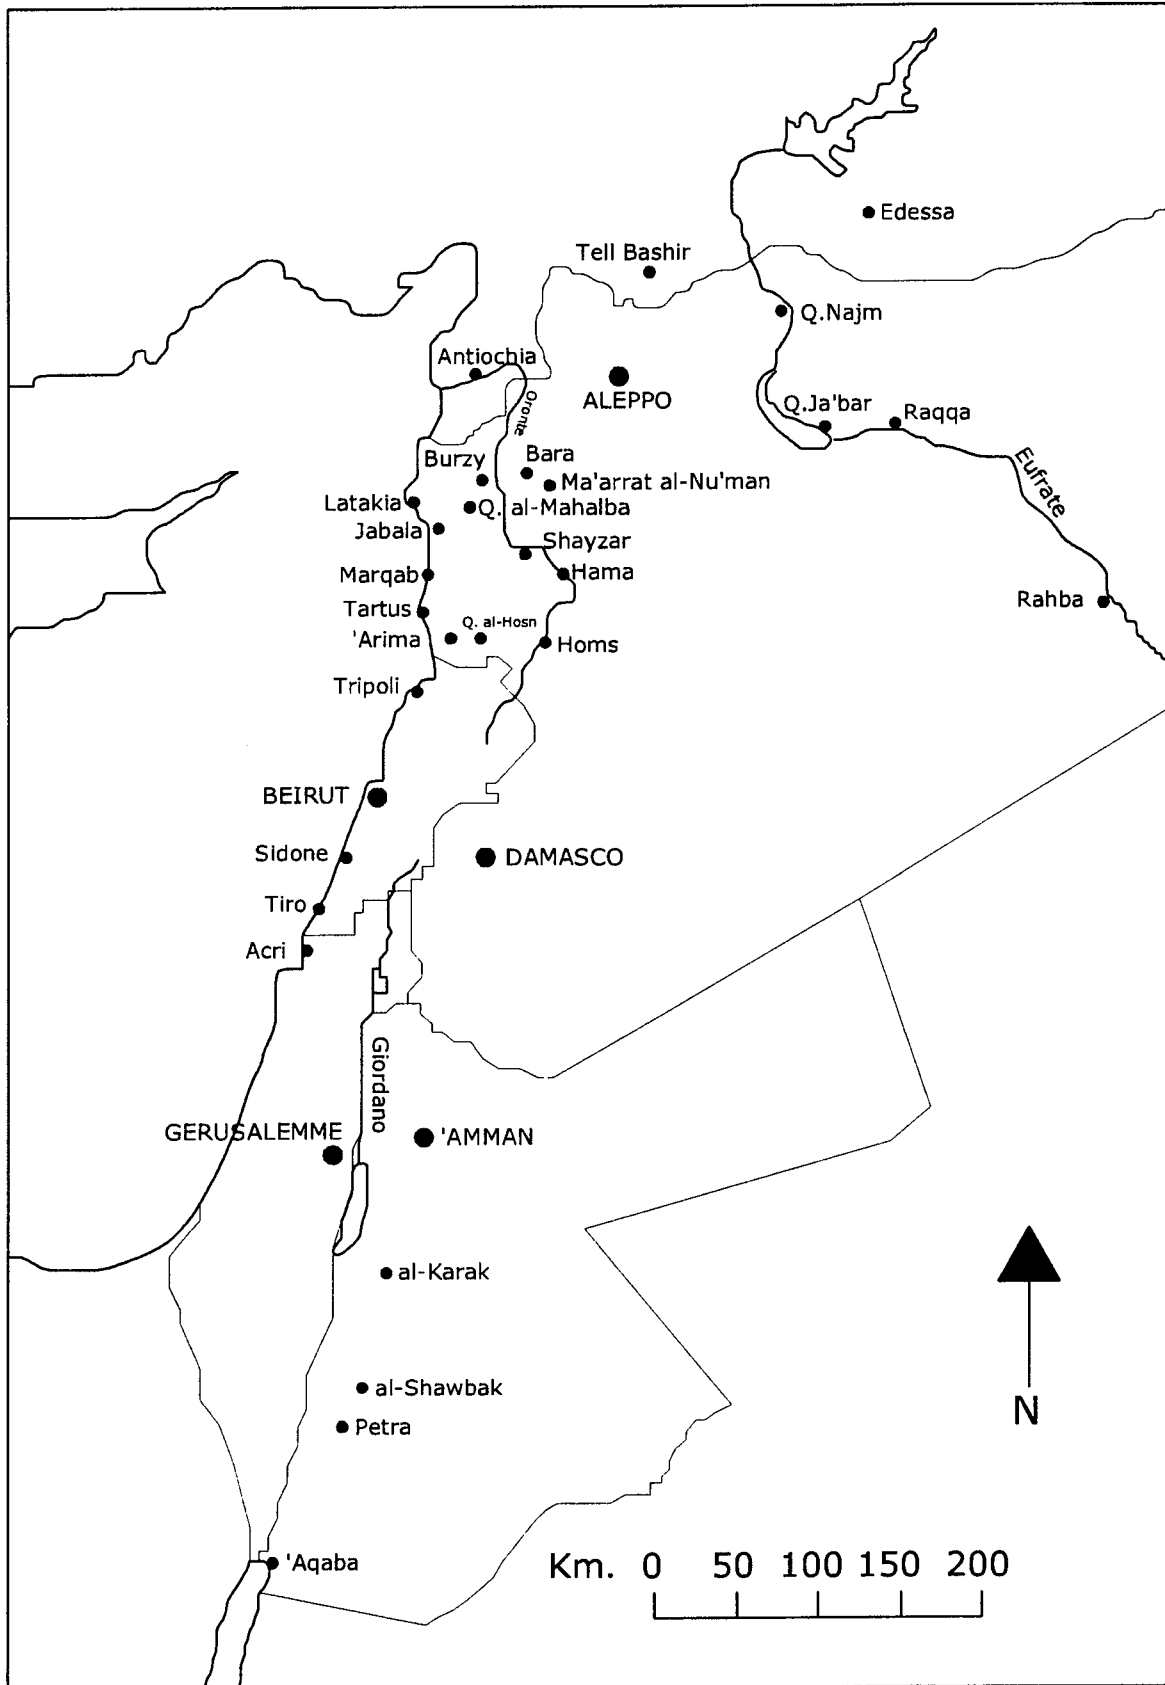 Edessa
Tell Bashir
Q.Najm
Antiochia
ALEPPO
Oronte
Q.Ja'bar
Raqqa
Burzy
Bara
Ma'arrat al-Nu'man
Eufrate
Latakia
Q. al-Mahalba
Jabala
Shayzar
Marqab
Hama
Rahba
Tartus
'Arima
Q. al-Hosn
Homs
Tripoli
BEIRUT
Sidone
DAMASCO
Tiro
Acri
Giordano
GERUSALEMME
'AMMAN
al-Karak
al-Shawbak
N
Petra
'Aqaba
Km. 0 50 100 150 200